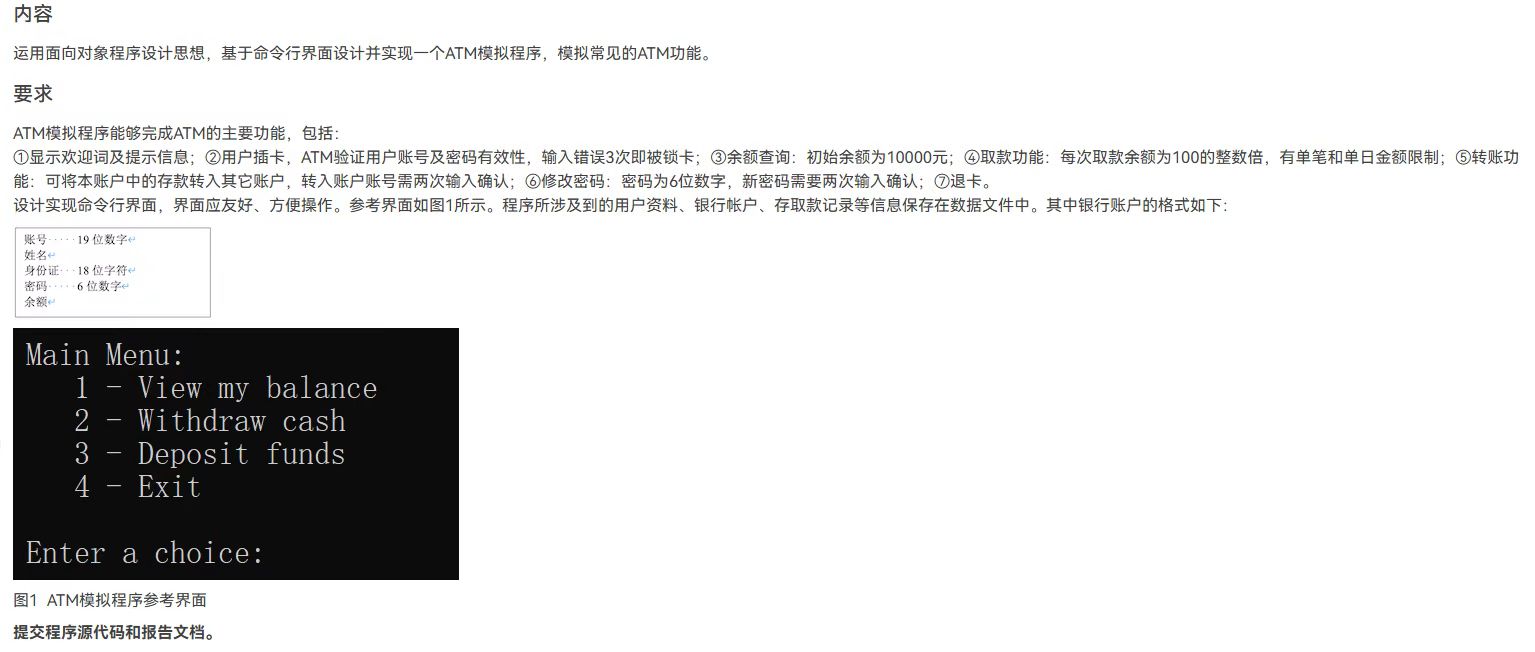 内容
运用面向对象程序设计思想，基于命令行界面设计并实现一个ATM模拟程序，模拟常见的ATM功能。
要求
ATM模拟程序能够完成ATM的主要功能，包括：
①显示欢迎词及提示信息；②用户插卡，ATM验证用户账号及密码有效性，输入错误3次即被锁卡；③余额查询：初始余额为10000元；④取款功能：每次取款余额为100的整数倍，有单笔和单日金额限制；⑤转账功
能：可将本账户中的存款转入其它账户，转入账户账号需两次输入确认；⑥修改密码：密码为6位数字，新密码需要两次输入确认；⑦退卡。
设计实现命令行界面，界面应友好、方便操作。参考界面如图1所示。程序所涉及到的用户资料、银行帐户、存取款记录等信息保存在数据文件中。其中银行账户的格式如下：
账号·····19 位数字↵
姓名↵
身份证···18 位字符↵
密码·····6 位数字↵
余额↵
Main Menu:
1 - View my balance
2 - Withdraw cash
3 - Deposit funds
4 - Exit
Enter a choice:
图1 ATM模拟程序参考界面
提交程序源代码和报告文档。